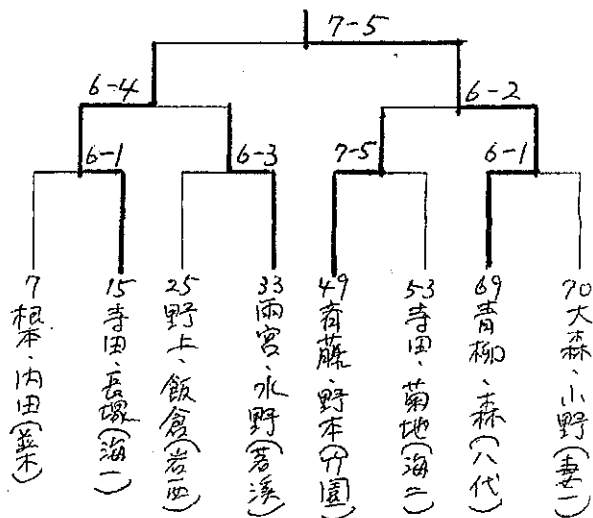 7-5
6-4
6-2
6-1
6-3
7-5
6-1
7 根本・内田(並木)
15 寺田・長塚(海一)
25 野上・飯倉(岩西)
33 雨宮・水野(茗溪)
49 斉藤・野本(竹園)
53 寺田・菊地(海二)
69 青柳・森(八代)
70 大森・小野(妻一)